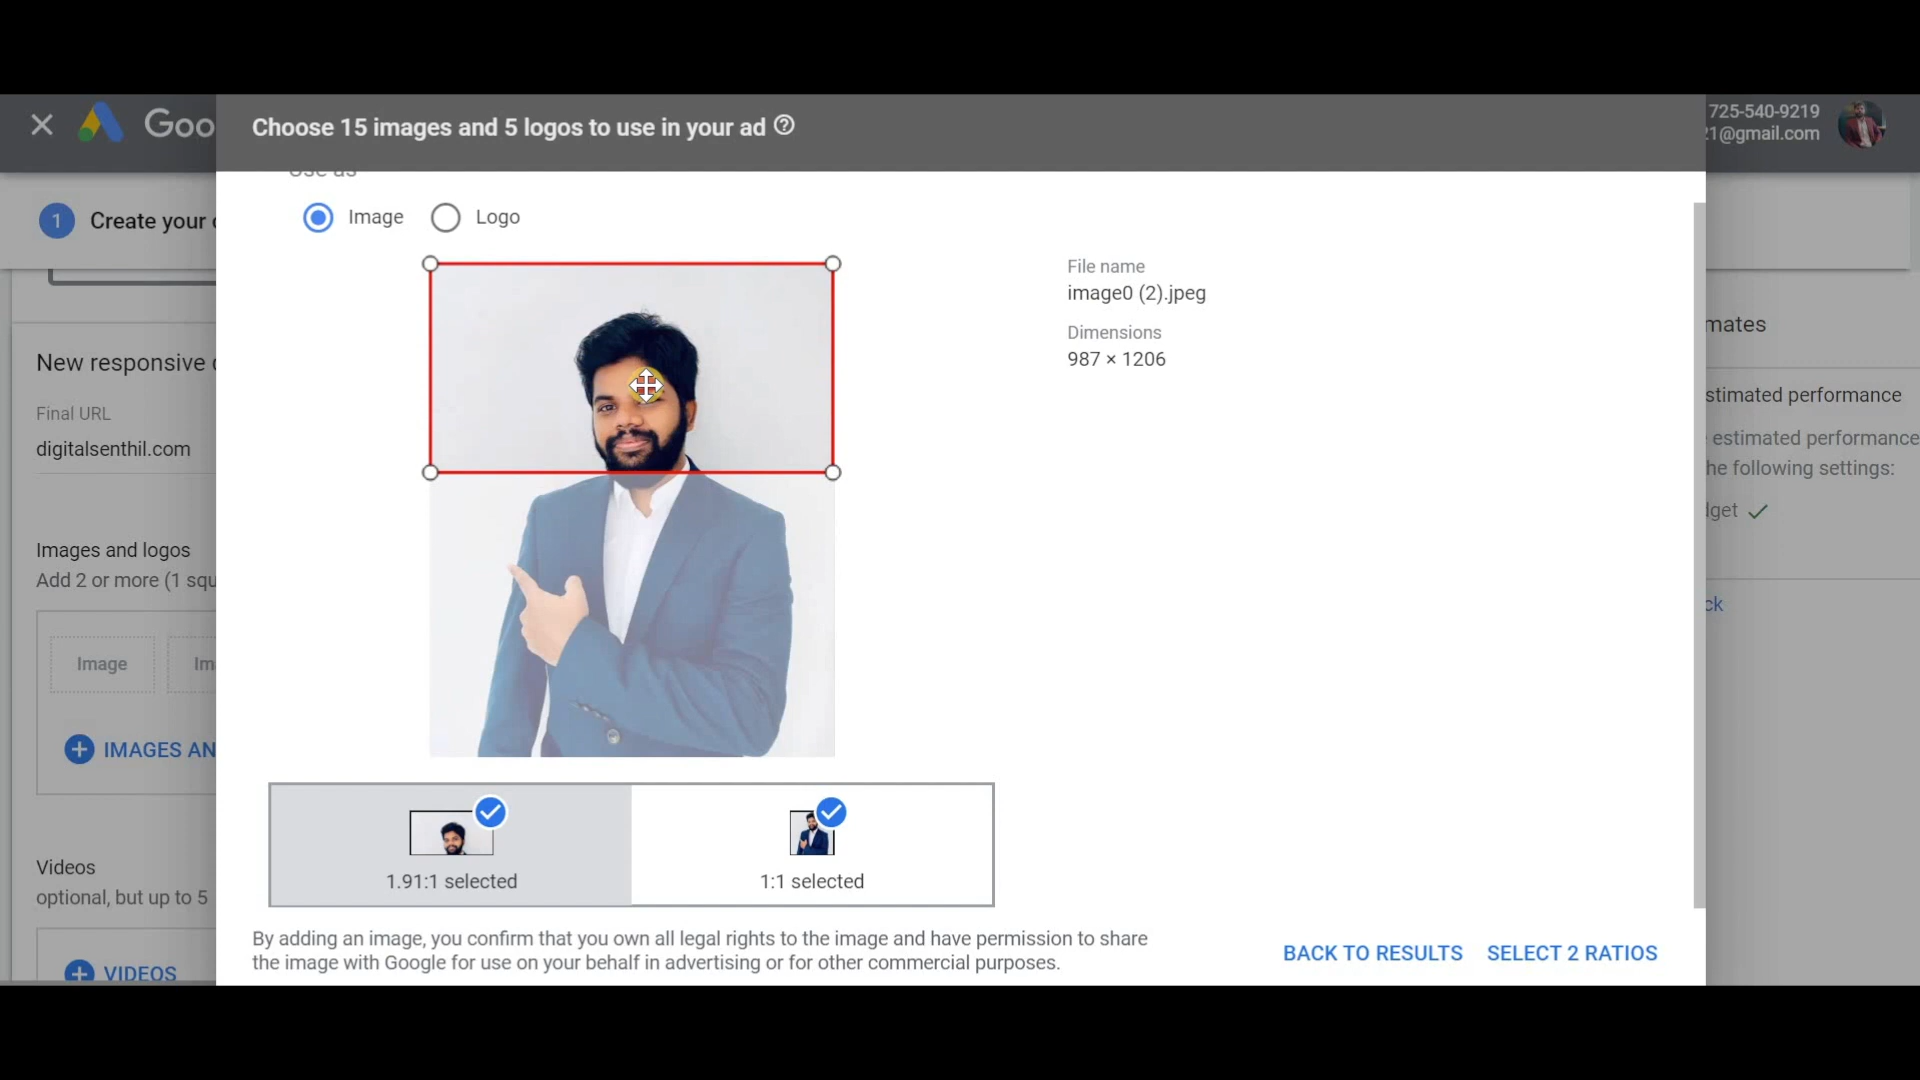 Goo
Choose 15 images and 5 logos to use in your ad
725-540-9219
21@gmail.com
Use as
1 Create your
Image Logo
File name
image0 (2).jpeg
Dimensions
987 × 1206
New responsive
Final URL
digitalsenthil.com
Images and logos
Add 2 or more (1 squ
Image Im
IMAGES AN
Videos
optional, but up to 5
VIDEOS
mates
stimated performance
estimated performance
he following settings:
dget
ck
1.91:1 selected
1:1 selected
By adding an image, you confirm that you own all legal rights to the image and have permission to share
the image with Google for use on your behalf in advertising or for other commercial purposes.
BACK TO RESULTS SELECT 2 RATIOS